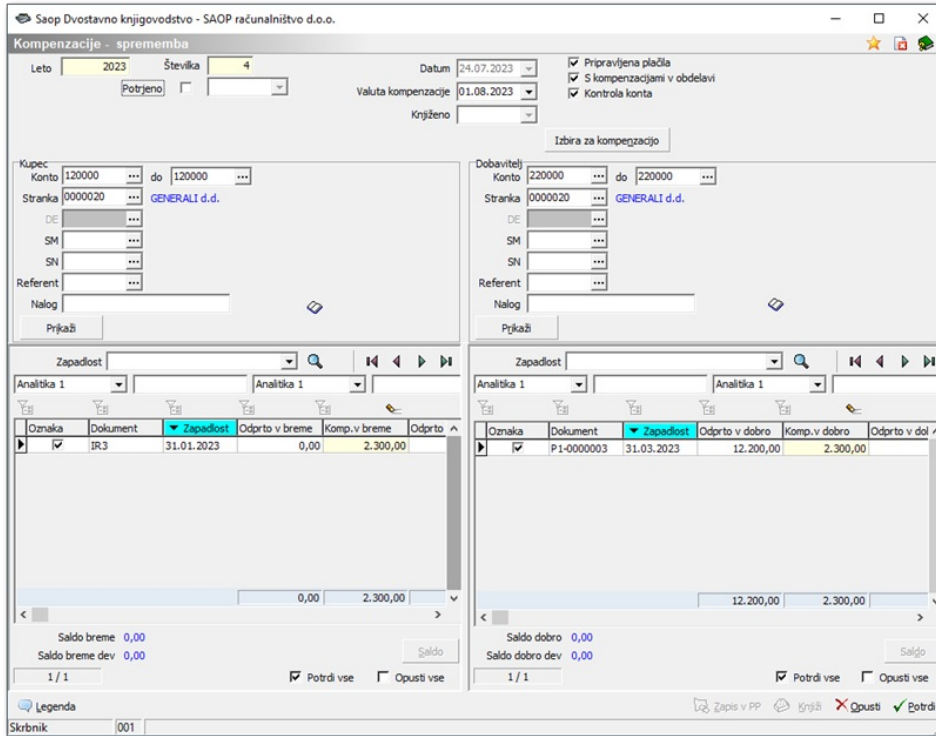 Saop Dvostavno knjigovodstvo - SAOP računalništvo d.o.o.
Kompenzacije - sprememba
Leto 2023 Številka 4
Potrjeno
Datum 24.07.2023
Valuta kompenzacije 01.08.2023
Knjiženo
Pripravljena plačila
S kompenzacijami v obdelavi
Kontrola konta
Izbira za kompenzacijo
Kupec
Konto 120000 ... do 120000 ...
Stranka 0000020 ... GENERALI d.d.
DE ...
SM ...
SN ...
Referent ...
Nalog
Prikaži
Dobavitelj
Konto 220000 ... do 220000 ...
Stranka 0000020 ... GENERALI d.d.
DE ...
SM ...
SN ...
Referent ...
Nalog
Prikaži
Zapadlost
Analitika 1 Analitika 1
Oznaka Dokument Zapadlost Odprto v breme Komp.v breme Odprto
IR3 31.01.2023 0,00 2.300,00
0,00 2.300,00
Saldo breme 0,00
Saldo breme dev 0,00
Saldo
1 / 1 Potrdi vse Opusti vse
Zapadlost
Analitika 1 Analitika 1
Oznaka Dokument Zapadlost Odprto v dobro Komp.v dobro Odprto v dol
P1-0000003 31.03.2023 12.200,00 2.300,00
12.200,00 2.300,00
Saldo dobro 0,00
Saldo dobro dev 0,00
Saldo
1 / 1 Potrdi vse Opusti vse
Legenda Zapis v PP Knjiži Opusti Potrdi
Skrbnik 001